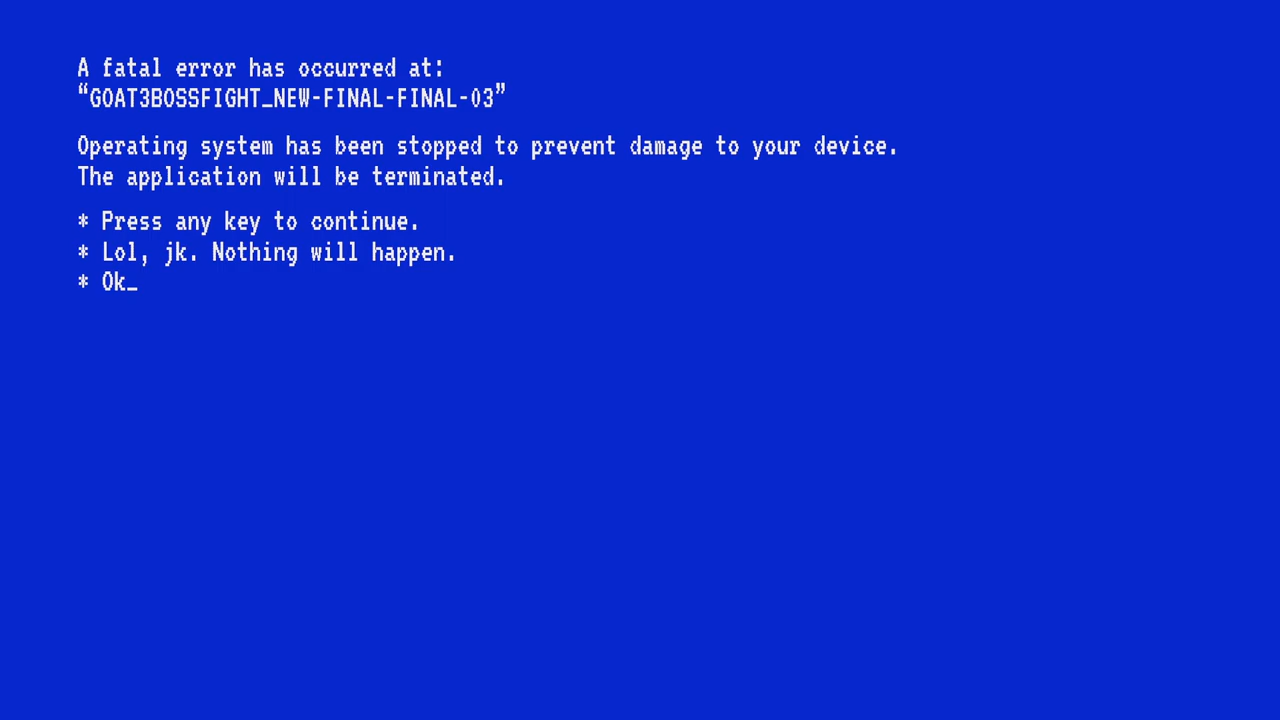 A fatal error has occurred at:
“GOAT3BOSSFIGHT_NEW-FINAL-FINAL-03”
Operating system has been stopped to prevent damage to your device.
The application will be terminated.
* Press any key to continue.
* Lol, jk. Nothing will happen.
* Ok_